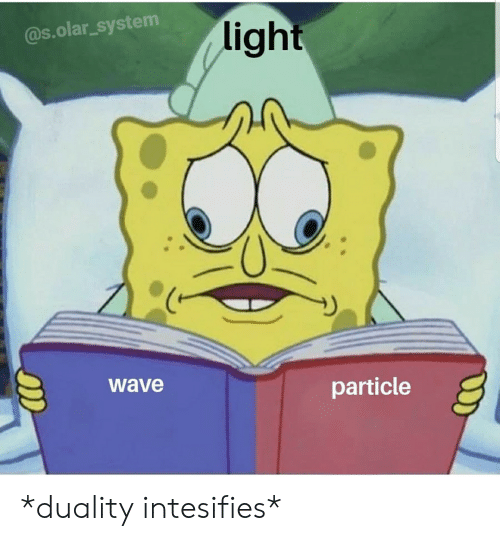 @s.olar_system
light
wave
particle
*duality intesifies*